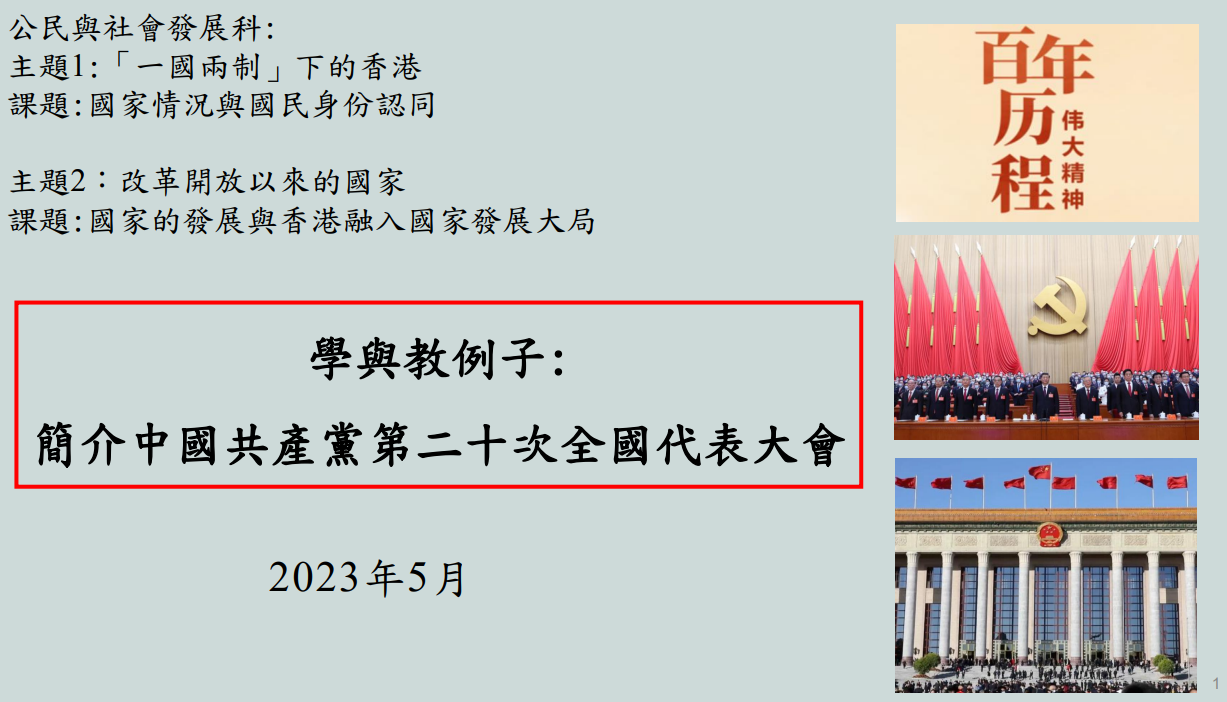 公民與社會發展科:
主題1:「一國兩制」下的香港
課題:國家情況與國民身份認同
主題2：改革開放以來的國家
課題:國家的發展與香港融入國家發展大局
學與教例子:
簡介中國共產黨第二十次全國代表大會
2023年5月
百年
历
程
伟大精神
1